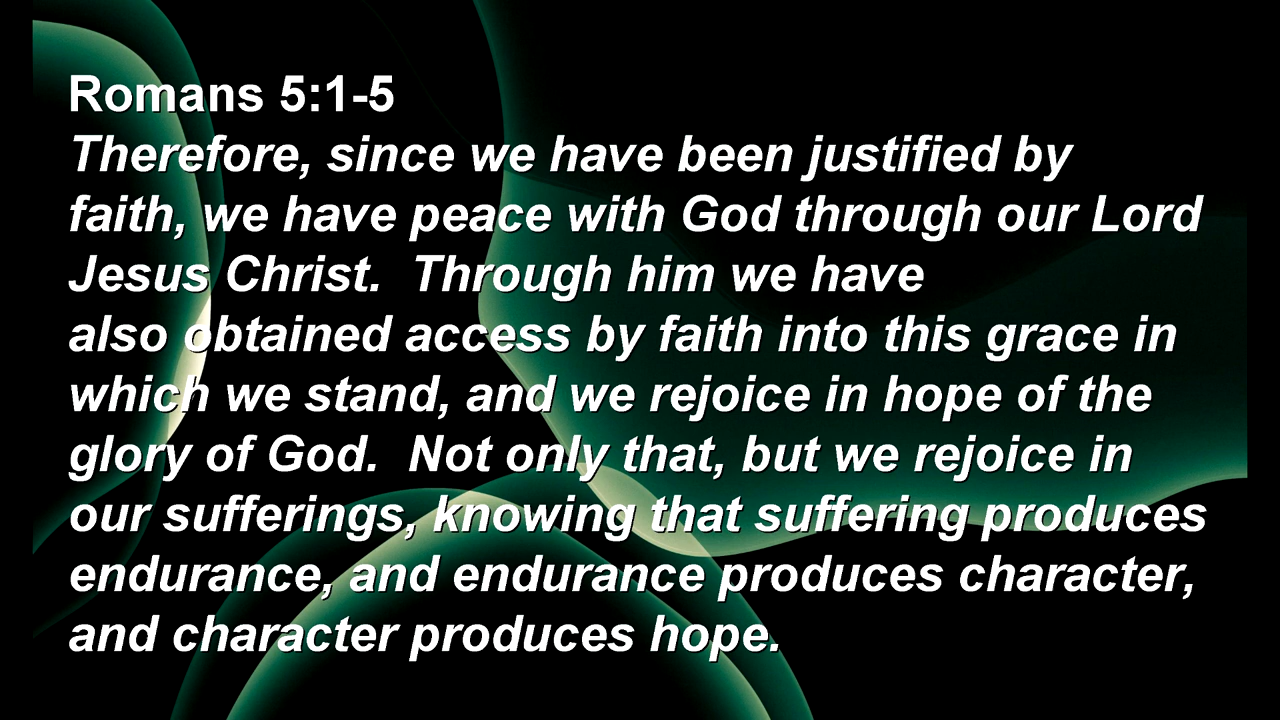 Romans 5:1-5
Therefore, since we have been justified by
faith, we have peace with God through our Lord
Jesus Christ.  Through him we have
also obtained access by faith into this grace in
which we stand, and we rejoice in hope of the
glory of God.  Not only that, but we rejoice in
our sufferings, knowing that suffering produces
endurance, and endurance produces character,
and character produces hope.